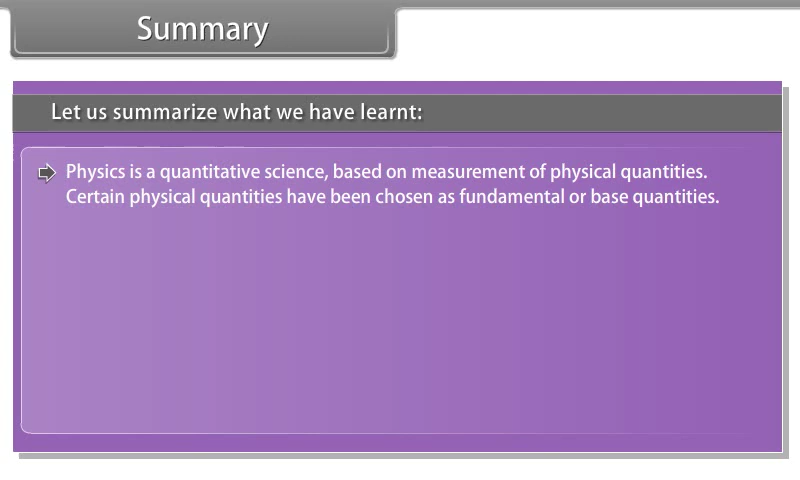 Summary
Let us summarize what we have learnt:
Physics is a quantitative science, based on measurement of physical quantities.
Certain physical quantities have been chosen as fundamental or base quantities.